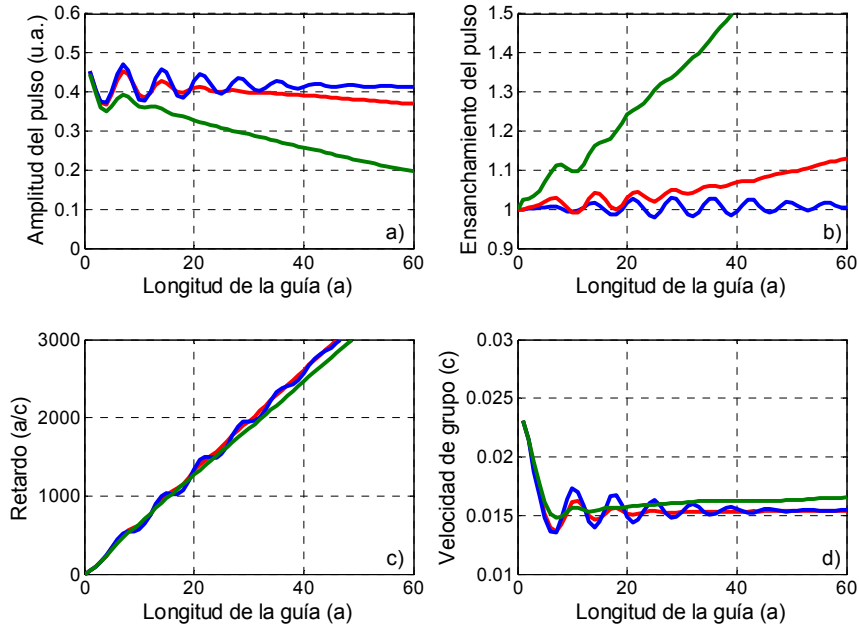 Amplitud del pulso (u.a.)
0.6
0.5
0.4
0.3
0.2
0.1
0
0 20 40 60
Longitud de la guía (a)
a)
Ensanchamiento del pulso
1.5
1.4
1.3
1.2
1.1
1
0.9
0 20 40 60
Longitud de la guía (a)
b)
Retardo (a/c)
3000
2000
1000
0
0 20 40 60
Longitud de la guía (a)
c)
Velocidad de grupo (c)
0.03
0.025
0.02
0.015
0.01
0 20 40 60
Longitud de la guía (a)
d)